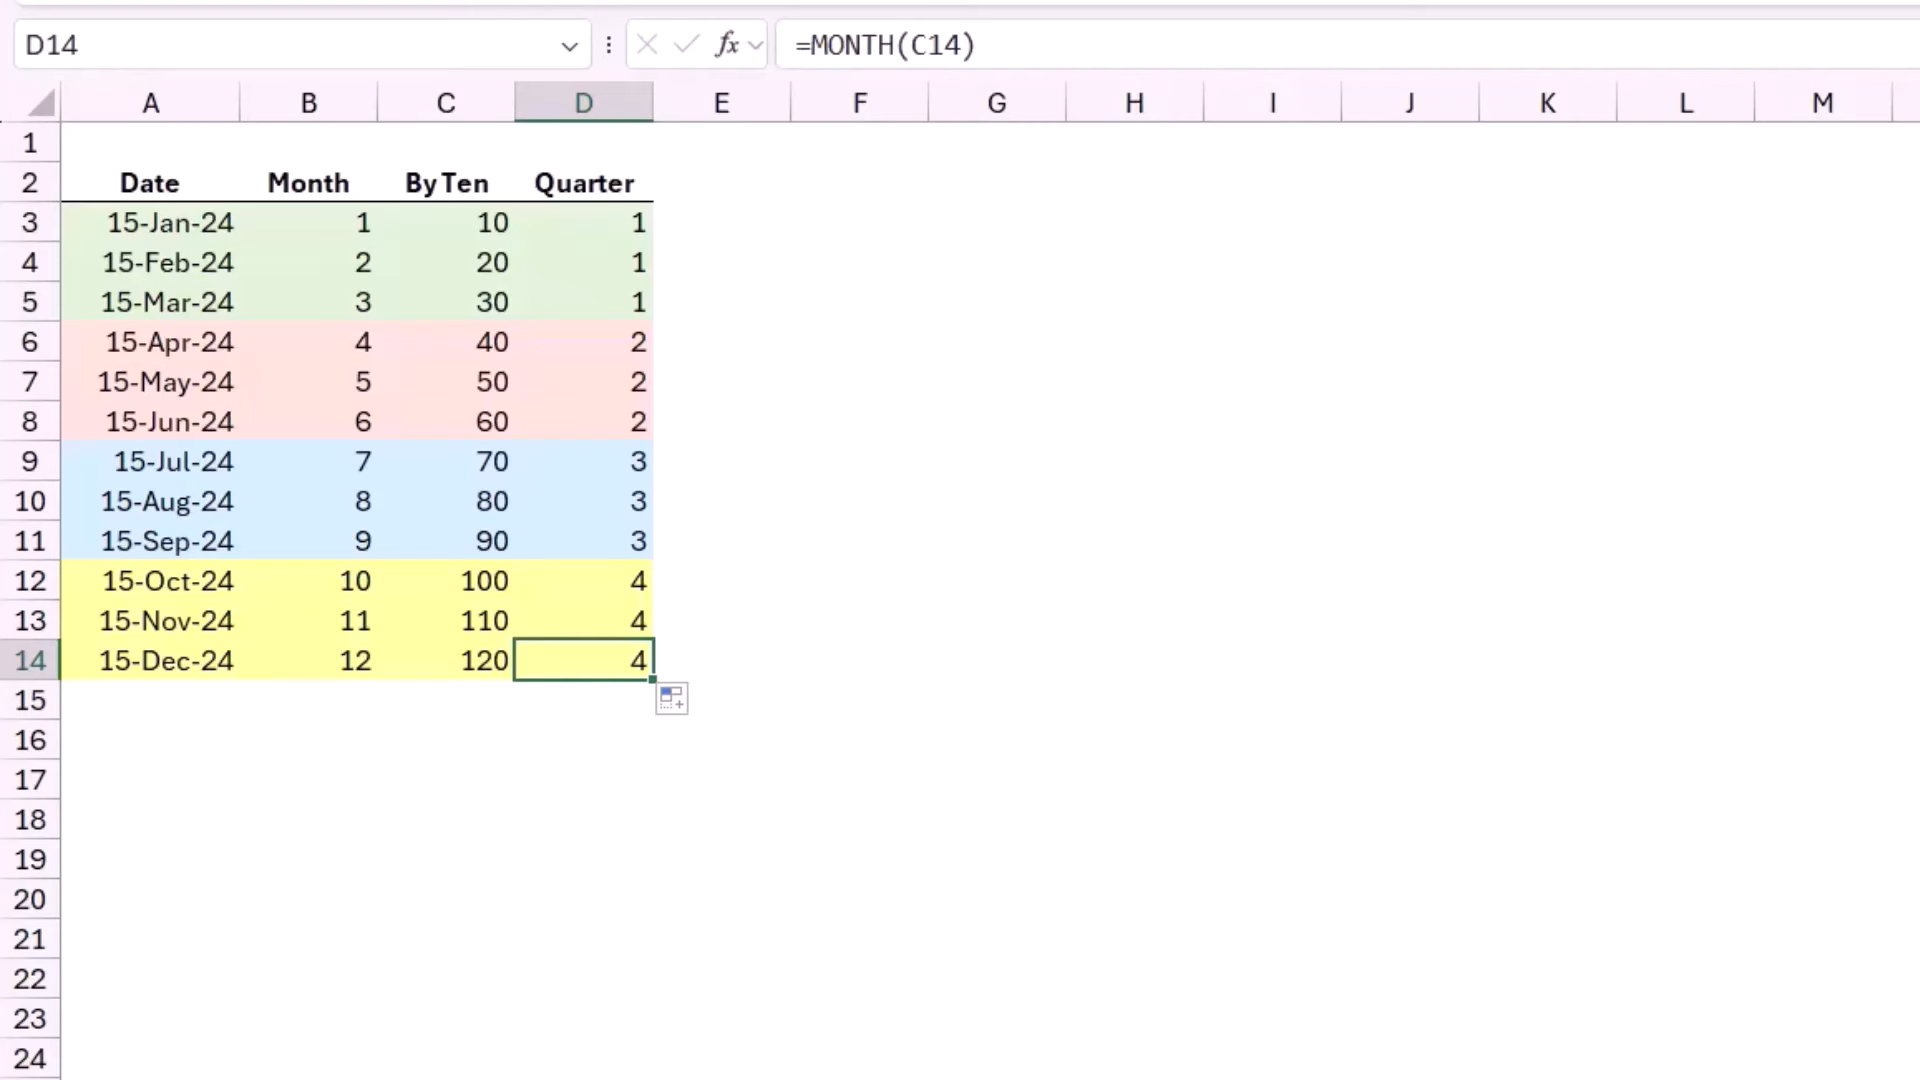 D14 fx =MONTH(C14)
A B C D E F G H I J K L M
1
2 Date Month By Ten Quarter
3 15-Jan-24 1 10 1
4 15-Feb-24 2 20 1
5 15-Mar-24 3 30 1
6 15-Apr-24 4 40 2
7 15-May-24 5 50 2
8 15-Jun-24 6 60 2
9 15-Jul-24 7 70 3
10 15-Aug-24 8 80 3
11 15-Sep-24 9 90 3
12 15-Oct-24 10 100 4
13 15-Nov-24 11 110 4
14 15-Dec-24 12 120 4
15
16
17
18
19
20
21
22
23
24